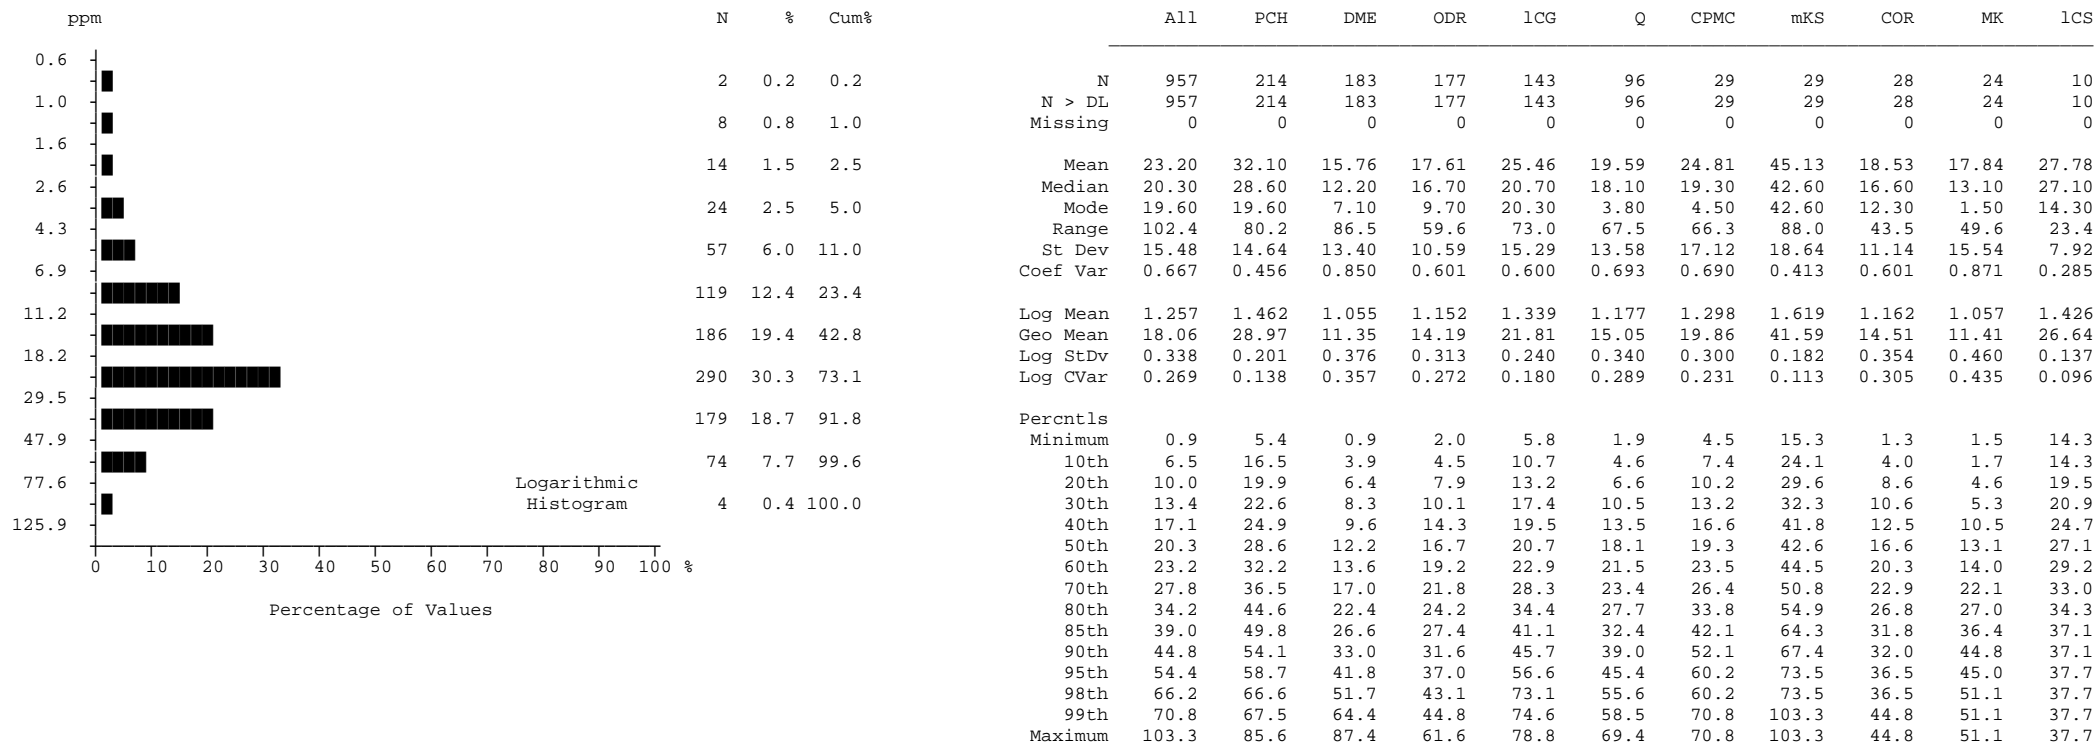 ppm N % Cum% All PCH DME ODR lCG Q CPMC mKS COR MK lCS
0.6
2 0.2 0.2 N 957 214 183 177 143 96 29 29 28 24 10
1.0 N > DL 957 214 183 177 143 96 29 29 28 24 10
8 0.8 1.0 Missing 0 0 0 0 0 0 0 0 0 0 0
1.6
14 1.5 2.5 Mean 23.20 32.10 15.76 17.61 25.46 19.59 24.81 45.13 18.53 17.84 27.78
2.6 Median 20.30 28.60 12.20 16.70 20.70 18.10 19.30 42.60 16.60 13.10 27.10
24 2.5 5.0 Mode 19.60 19.60 7.10 9.70 20.30 3.80 4.50 42.60 12.30 1.50 14.30
4.3 Range 102.4 80.2 86.5 59.6 73.0 67.5 66.3 88.0 43.5 49.6 23.4
57 6.0 11.0 St Dev 15.48 14.64 13.40 10.59 15.29 13.58 17.12 18.64 11.14 15.54 7.92
6.9 Coef Var 0.667 0.456 0.850 0.601 0.600 0.693 0.690 0.413 0.601 0.871 0.285
119 12.4 23.4
11.2 Log Mean 1.257 1.462 1.055 1.152 1.339 1.177 1.298 1.619 1.162 1.057 1.426
186 19.4 42.8 Geo Mean 18.06 28.97 11.35 14.19 21.81 15.05 19.86 41.59 14.51 11.41 26.64
18.2 Log StDv 0.338 0.201 0.376 0.313 0.240 0.340 0.300 0.182 0.354 0.460 0.137
290 30.3 73.1 Log CVar 0.269 0.138 0.357 0.272 0.180 0.289 0.231 0.113 0.305 0.435 0.096
29.5
179 18.7 91.8 Percntls
47.9 Minimum 0.9 5.4 0.9 2.0 5.8 1.9 4.5 15.3 1.3 1.5 14.3
74 7.7 99.6 10th 6.5 16.5 3.9 4.5 10.7 4.6 7.4 24.1 4.0 1.7 14.3
77.6 Logarithmic 20th 10.0 19.9 6.4 7.9 13.2 6.6 10.2 29.6 8.6 4.6 19.5
Histogram 4 0.4 100.0 30th 13.4 22.6 8.3 10.1 17.4 10.5 13.2 32.3 10.6 5.3 20.9
125.9 40th 17.1 24.9 9.6 14.3 19.5 13.5 16.6 41.8 12.5 10.5 24.7
50th 20.3 28.6 12.2 16.7 20.7 18.1 19.3 42.6 16.6 13.1 27.1
0 10 20 30 40 50 60 70 80 90 100 % 60th 23.2 32.2 13.6 19.2 22.9 21.5 23.5 44.5 20.3 14.0 29.2
70th 27.8 36.5 17.0 21.8 28.3 23.4 26.4 50.8 22.9 22.1 33.0
Percentage of Values 80th 34.2 44.6 22.4 24.2 34.4 27.7 33.8 54.9 26.8 27.0 34.3
85th 39.0 49.8 26.6 27.4 41.1 32.4 42.1 64.3 31.8 36.4 37.1
90th 44.8 54.1 33.0 31.6 45.7 39.0 52.1 67.4 32.0 44.8 37.1
95th 54.4 58.7 41.8 37.0 56.6 45.4 60.2 73.5 36.5 45.0 37.7
98th 66.2 66.6 51.7 43.1 73.1 55.6 60.2 73.5 36.5 51.1 37.7
99th 70.8 67.5 64.4 44.8 74.6 58.5 70.8 103.3 44.8 51.1 37.7
Maximum 103.3 85.6 87.4 61.6 78.8 69.4 70.8 103.3 44.8 51.1 37.7